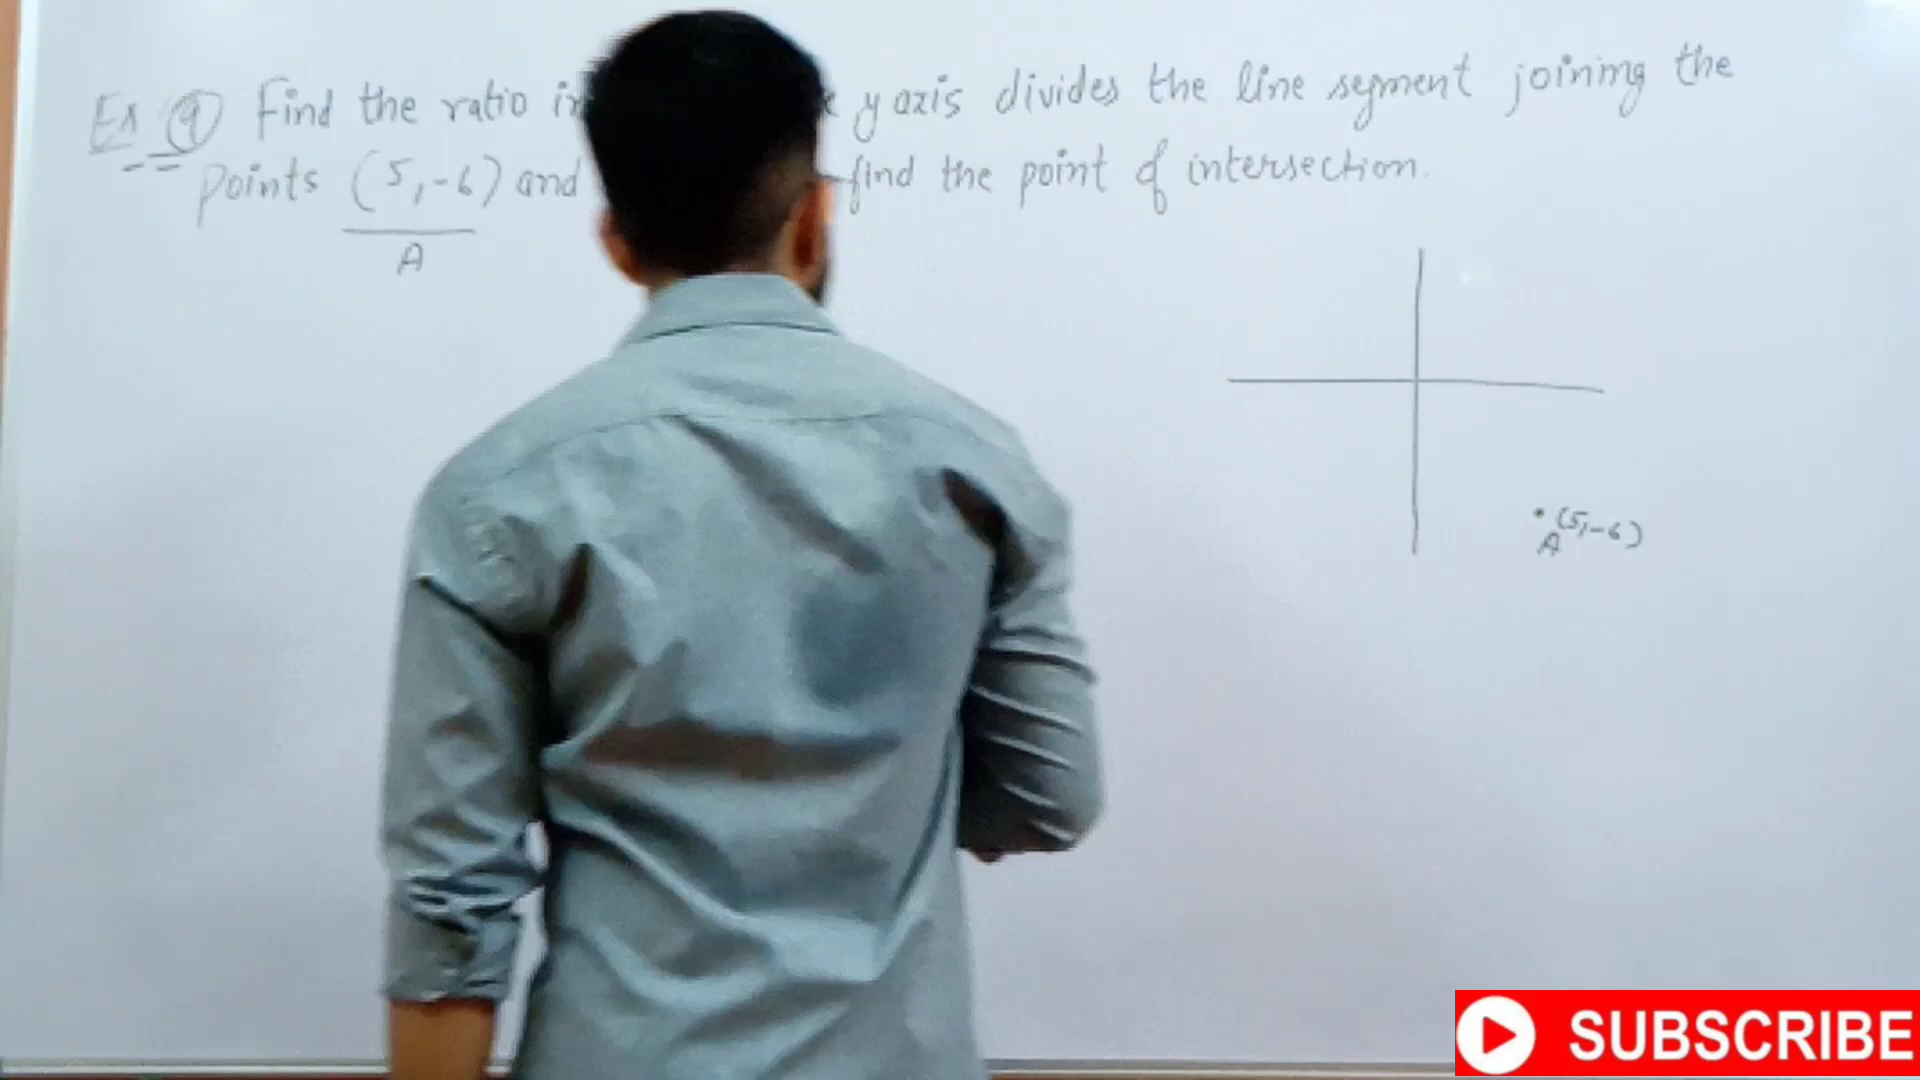 Ex 9 Find the ratio in y axis divides the line segment joining the
points (5,-6) and find the point of intersection.
A
(5,-6)
A
SUBSCRIBE